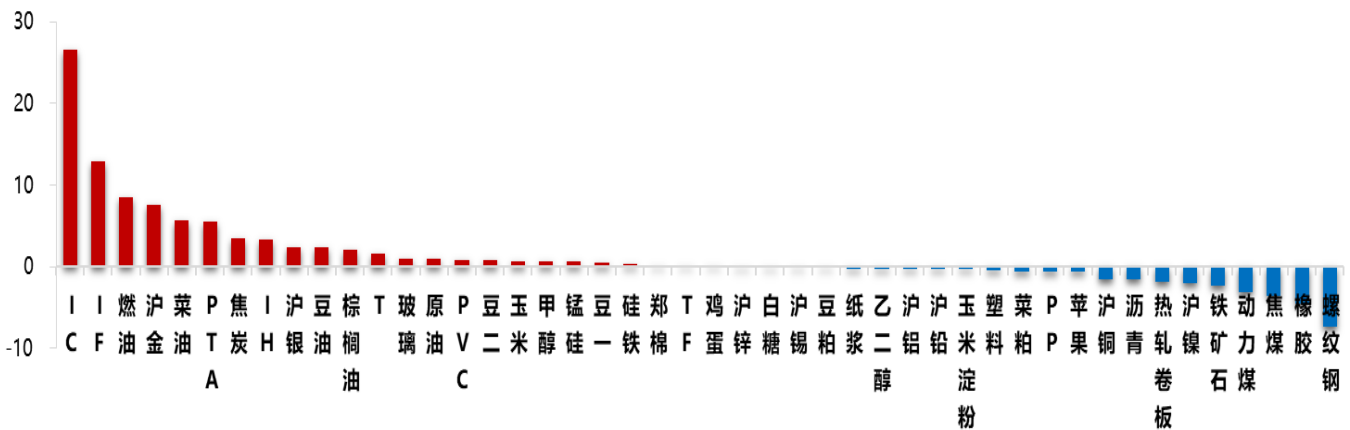 30
20
10
0
-10
IC
IF
燃油
沪金
菜油
PTA
焦炭
IH
沪银
豆油
棕榈油
T
玻璃
原油
PVC
豆二
玉米
甲醇
锰硅
豆一
硅铁
郑棉
TF
鸡蛋
沪锌
白糖
沪锡
豆粕
纸浆
乙二醇
沪铝
沪铅
玉米淀粉
塑料
菜粕
PP
苹果
沪铜
沥青
热轧卷板
沪镍
铁矿石
动力煤
焦煤
橡胶
螺纹钢